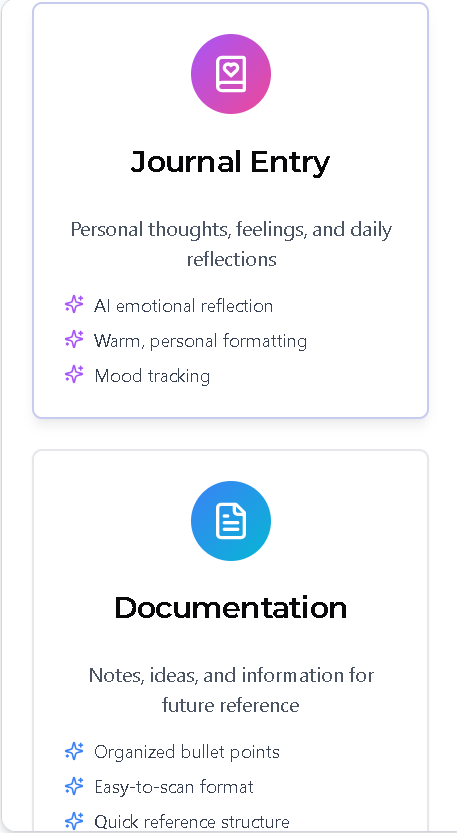 Journal Entry
Personal thoughts, feelings, and daily
reflections
AI emotional reflection
Warm, personal formatting
Mood tracking
Documentation
Notes, ideas, and information for
future reference
Organized bullet points
Easy-to-scan format
Quick reference structure